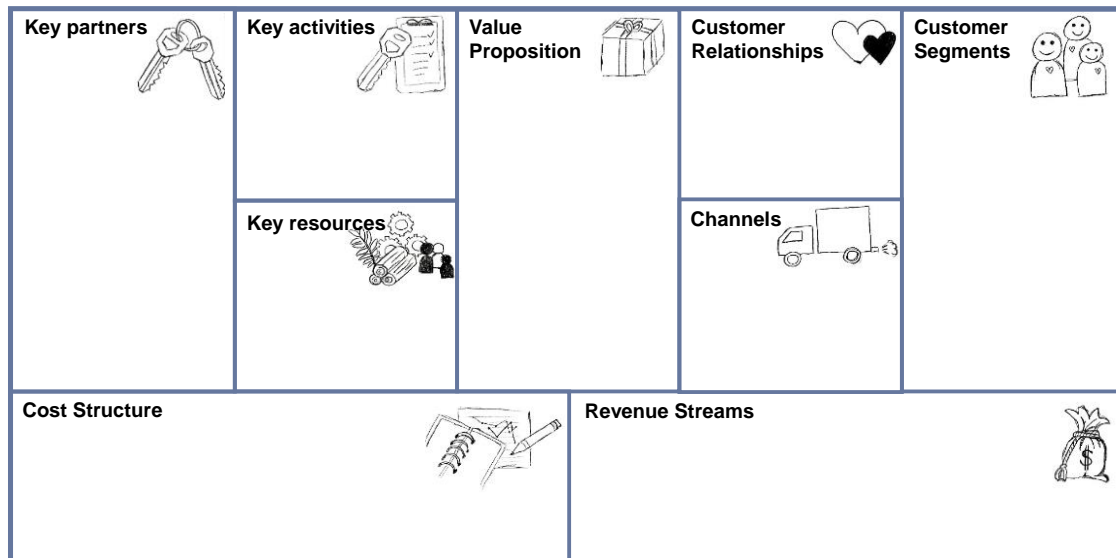 Key partners
Key activities
Key resources
Value
Proposition
Customer
Relationships
Channels
Customer
Segments
Cost Structure
Revenue Streams
$